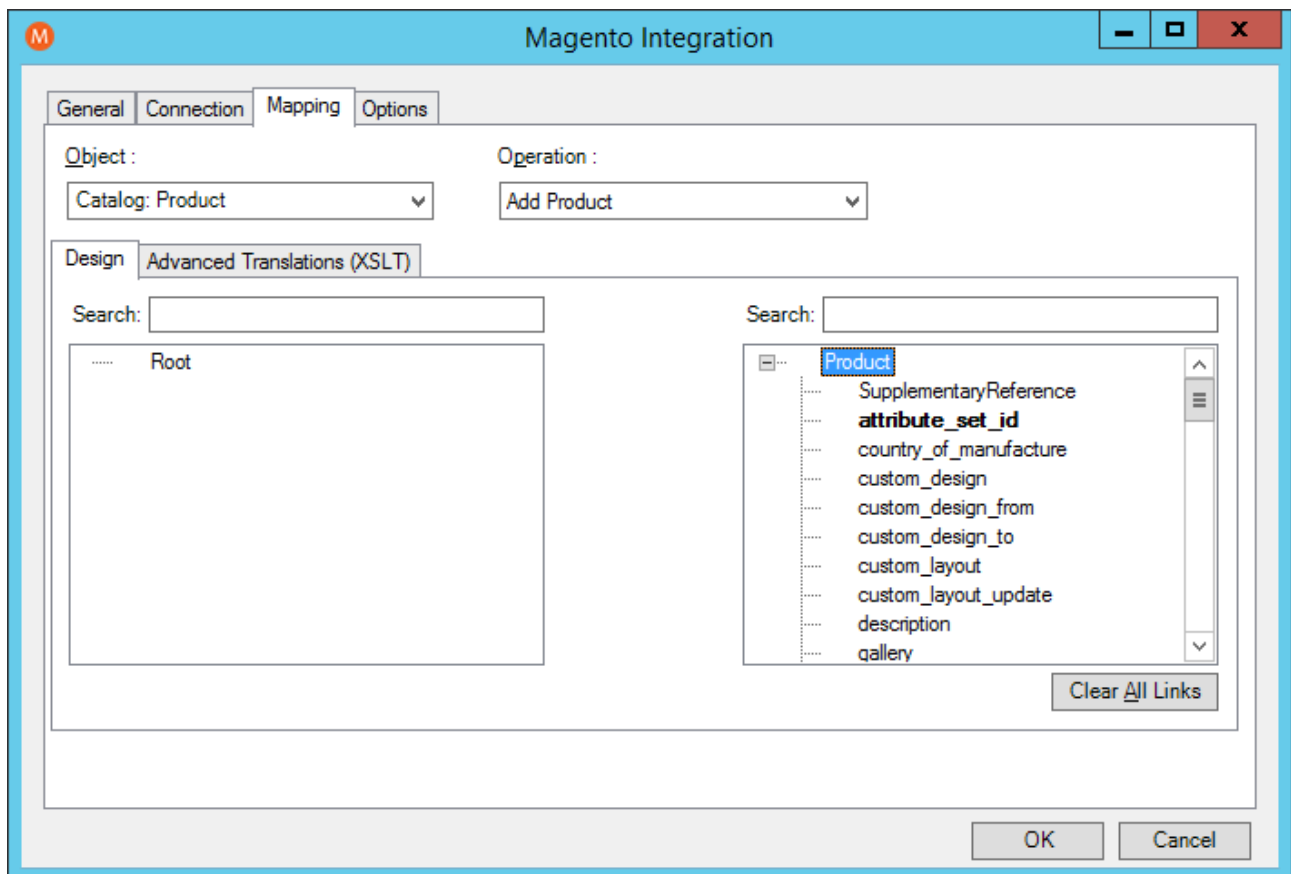 M Magento Integration x
General Connection Mapping Options
Object : Operation :
Catalog: Product Add Product
Design Advanced Translations (XSLT)
Search: Search:
Root Product
SupplementaryReference
attribute_set_id
country_of_manufacture
custom_design
custom_design_from
custom_design_to
custom_layout
custom_layout_update
description
gallery
Clear All Links
OK Cancel